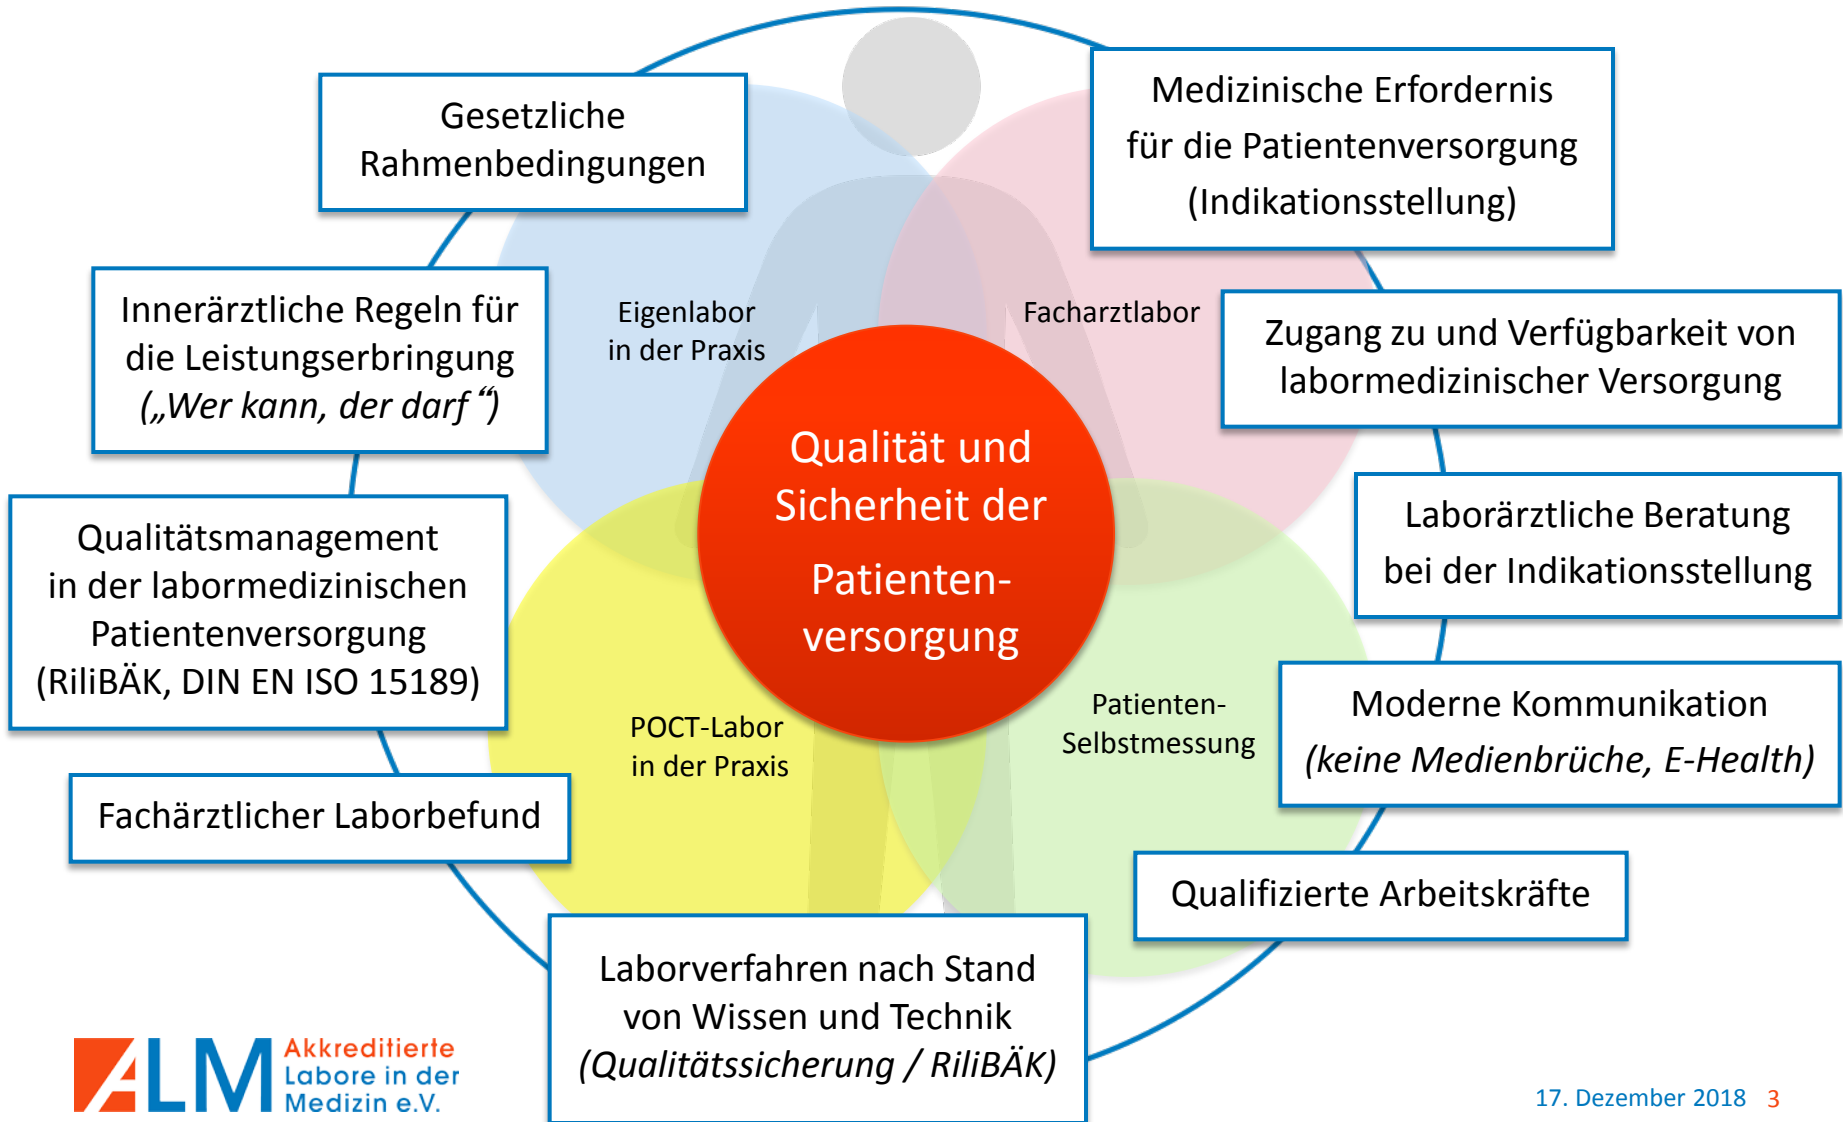 Gesetzliche
Rahmenbedingungen
Medizinische Erfordernis
für die Patientenversorgung
(Indikationsstellung)
Innerärztliche Regeln für
die Leistungserbringung
(„Wer kann, der darf“)
Eigenlabor
in der Praxis
Facharztlabor
Zugang zu und Verfügbarkeit von
labormedizinischer Versorgung
Qualität und
Sicherheit der
Patienten-
versorgung
Qualitätsmanagement
in der labormedizinischen
Patientenversorgung
(RiliBÄK, DIN EN ISO 15189)
Laborärztliche Beratung
bei der Indikationsstellung
POCT-Labor
in der Praxis
Patienten-
Selbstmessung
Moderne Kommunikation
(keine Medienbrüche, E-Health)
Fachärztlicher Laborbefund
Qualifizierte Arbeitskräfte
Laborverfahren nach Stand
von Wissen und Technik
(Qualitätssicherung / RiliBÄK)
ALM
Akkreditierte
Labore in der
Medizin e.V.
17. Dezember 2018 3